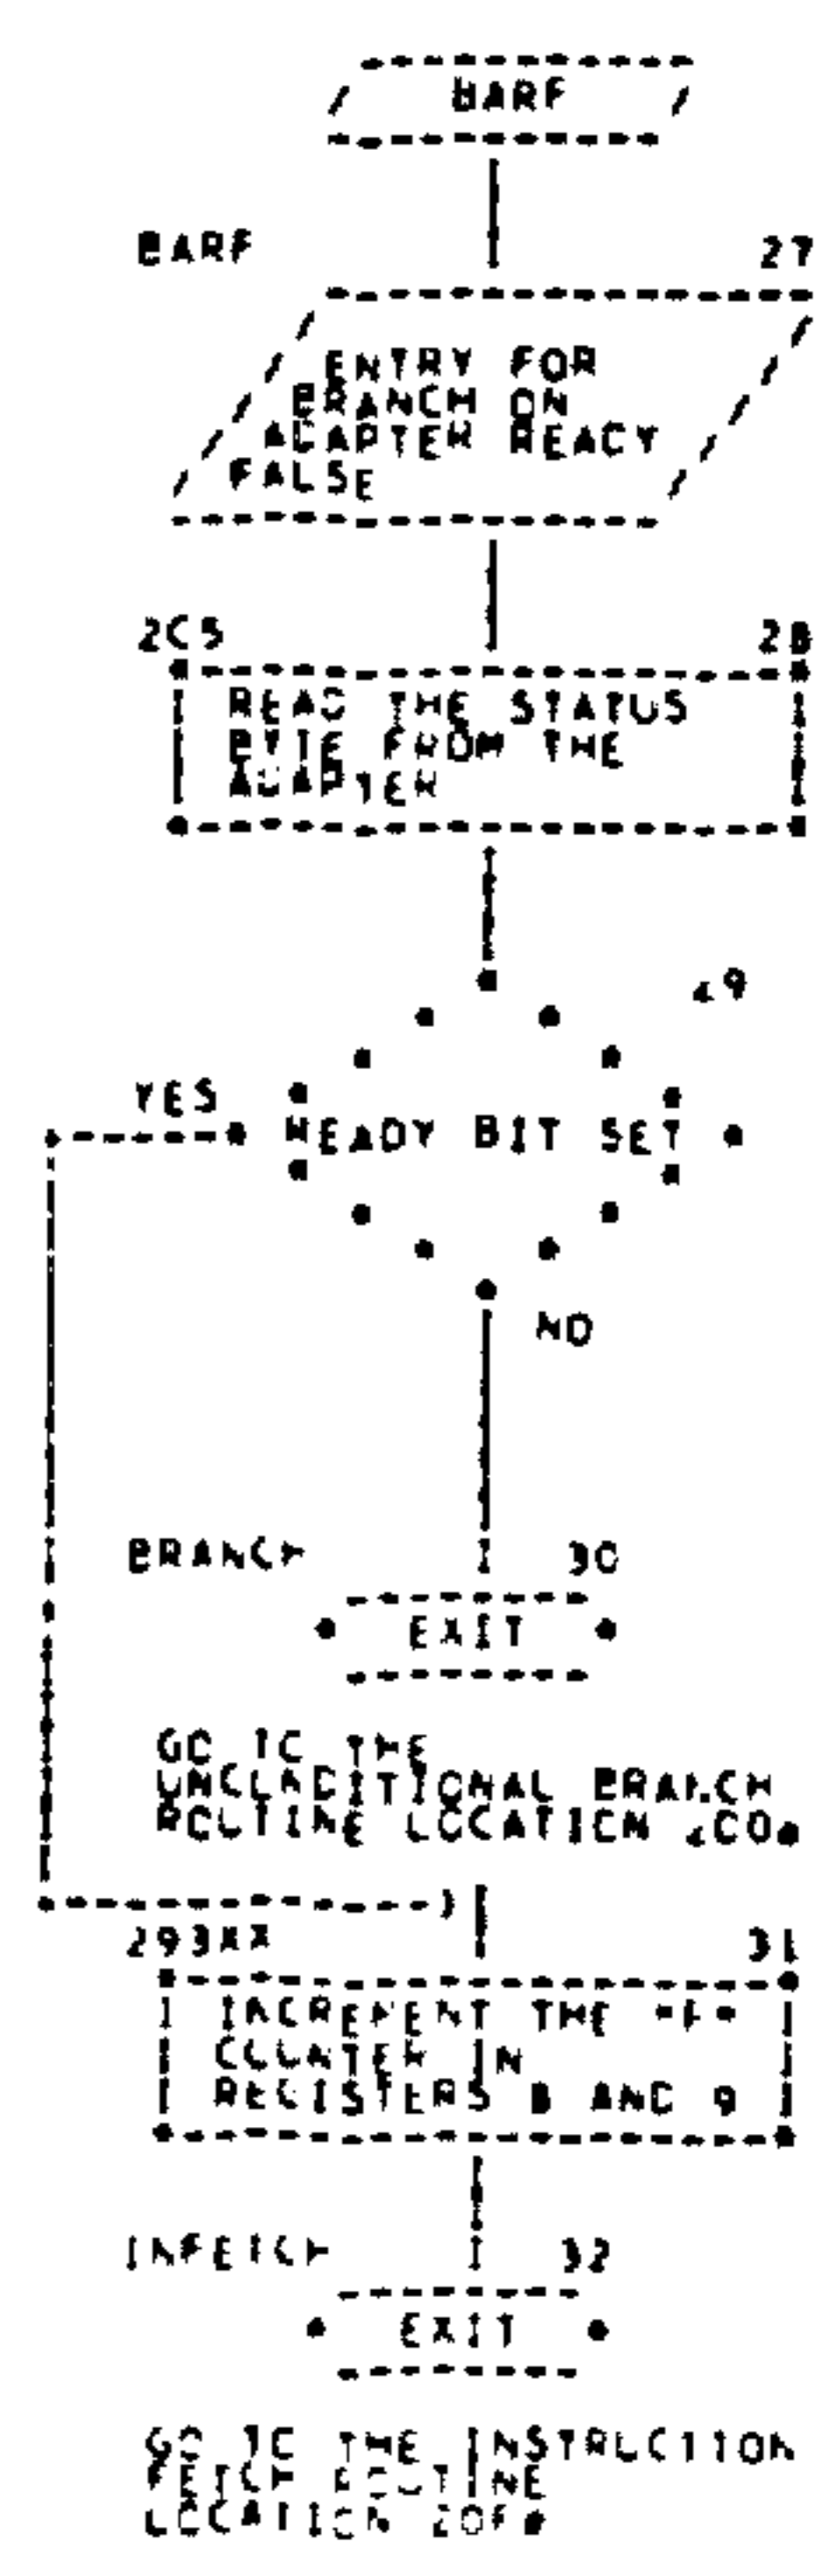 BARF
BARF 27
ENTRY FOR
BRANCH ON
ADAPTER READY
FALSE
2C5 28
READ THE STATUS
BYTE FROM THE
ADAPTER
29
YES
READY BIT SET
NO
BRANCH 30
EXIT
GO TO THE
UNCONDITIONAL BRANCH
ROUTINE LOCATION
293XX 31
INCREMENT THE
COUNTER IN
REGISTERS 8 AND 9
INFETCH 32
EXIT
GO TO THE INSTRUCTION
FETCH ROUTINE
LOCATION 20F#